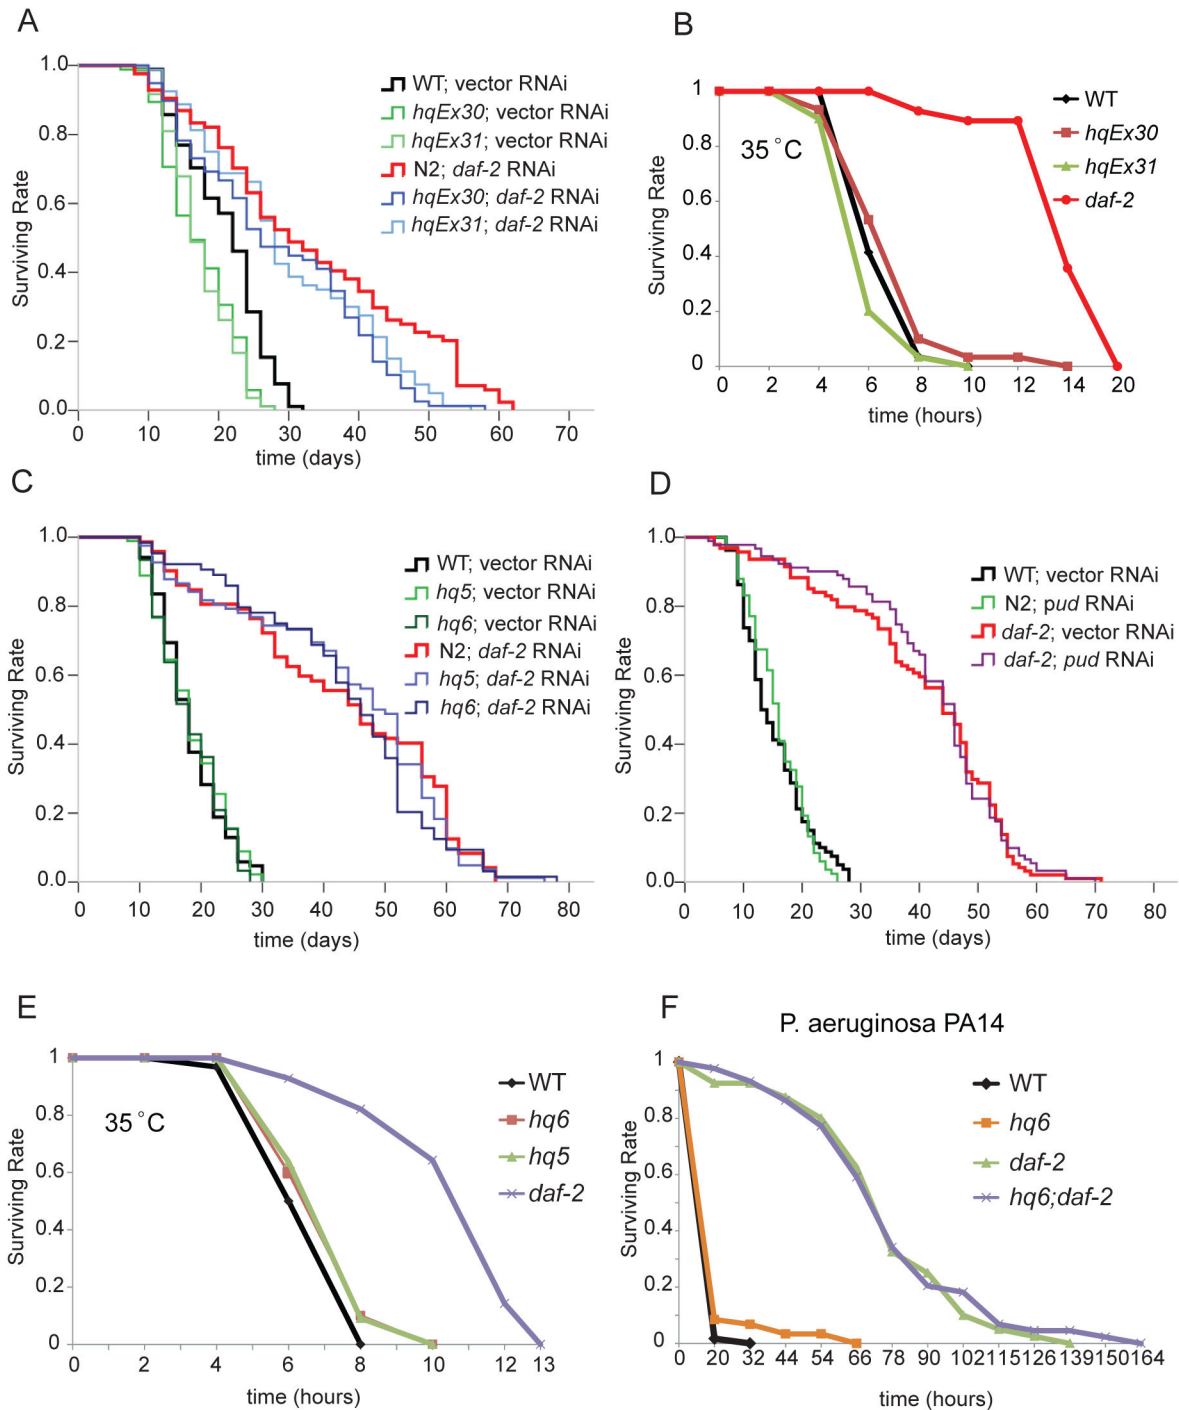 A
1.0
0.8
0.6
0.4
0.2
0.0
Surviving Rate
0 10 20 30 40 50 60 70
time (days)
WT; vector RNAi
hqEx30; vector RNAi
hqEx31; vector RNAi
N2; daf-2 RNAi
hqEx30; daf-2 RNAi
hqEx31; daf-2 RNAi
B
1
0.8
0.6
0.4
0.2
0
Surviving Rate
35 °C
0 2 4 6 8 10 12 14 20
time (hours)
WT
hqEx30
hqEx31
daf-2
C
1.0
0.8
0.6
0.4
0.2
0.0
Surviving Rate
0 10 20 30 40 50 60 70 80
time (days)
WT; vector RNAi
hq5; vector RNAi
hq6; vector RNAi
N2; daf-2 RNAi
hq5; daf-2 RNAi
hq6; daf-2 RNAi
D
1.0
0.8
0.6
0.4
0.2
0.0
Surviving Rate
0 10 20 30 40 50 60 70 80
time (days)
WT; vector RNAi
N2; pud RNAi
daf-2; vector RNAi
daf-2; pud RNAi
E
1
0.8
0.6
0.4
0.2
0
Surviving Rate
35 °C
0 2 4 6 8 10 12 13
time (hours)
WT
hq6
hq5
daf-2
F
P. aeruginosa PA14
1
0.8
0.6
0.4
0.2
0
Surviving Rate
0 20 32 44 54 66 78 90 102 115 126 139 150 164
time (hours)
WT
hq6
daf-2
hq6;daf-2